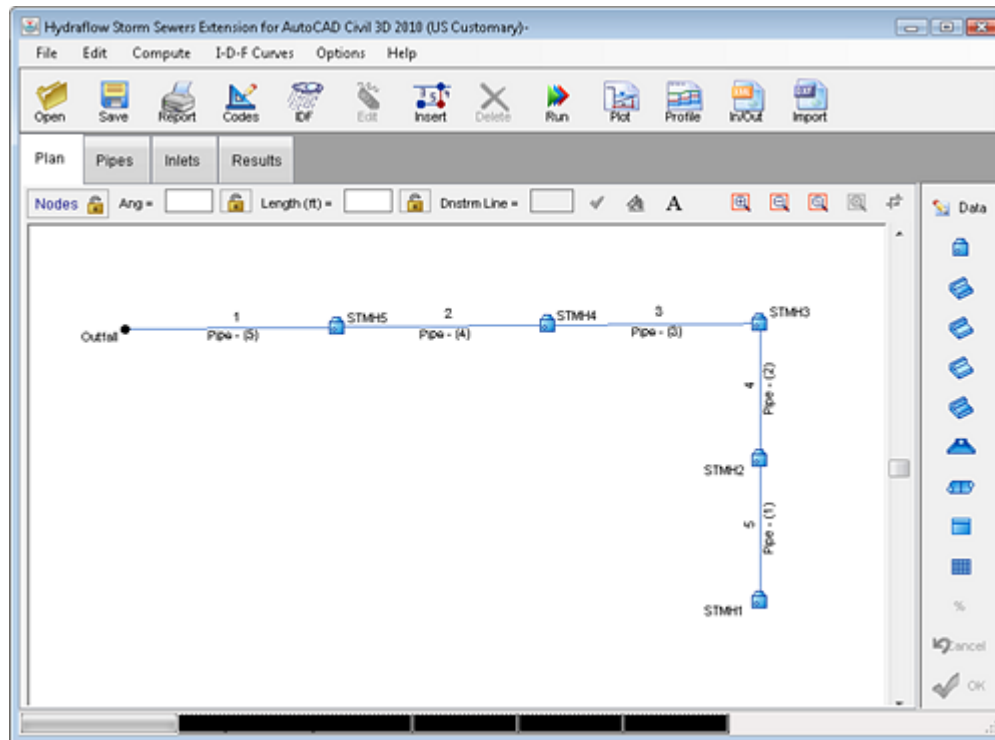 Hydraflow Storm Sewers Extension for AutoCAD Civil 3D 2010 (US Customary)-
File Edit Compute I-D-F Curves Options Help
Open Save Report Codes IDF Edit Insert Delete Run Plot Profile In/Out Import
Plan Pipes Inlets Results
Nodes Ang = Length (ft) = Dnstrm Line = A Data
1 STMH5 2 STMH4 3 STMH3
Outfall Pipe - (5) Pipe - (4) Pipe - (3)
4 Pipe - (2)
STMH2
5 Pipe - (1)
STMH1
%
Cancel
OK